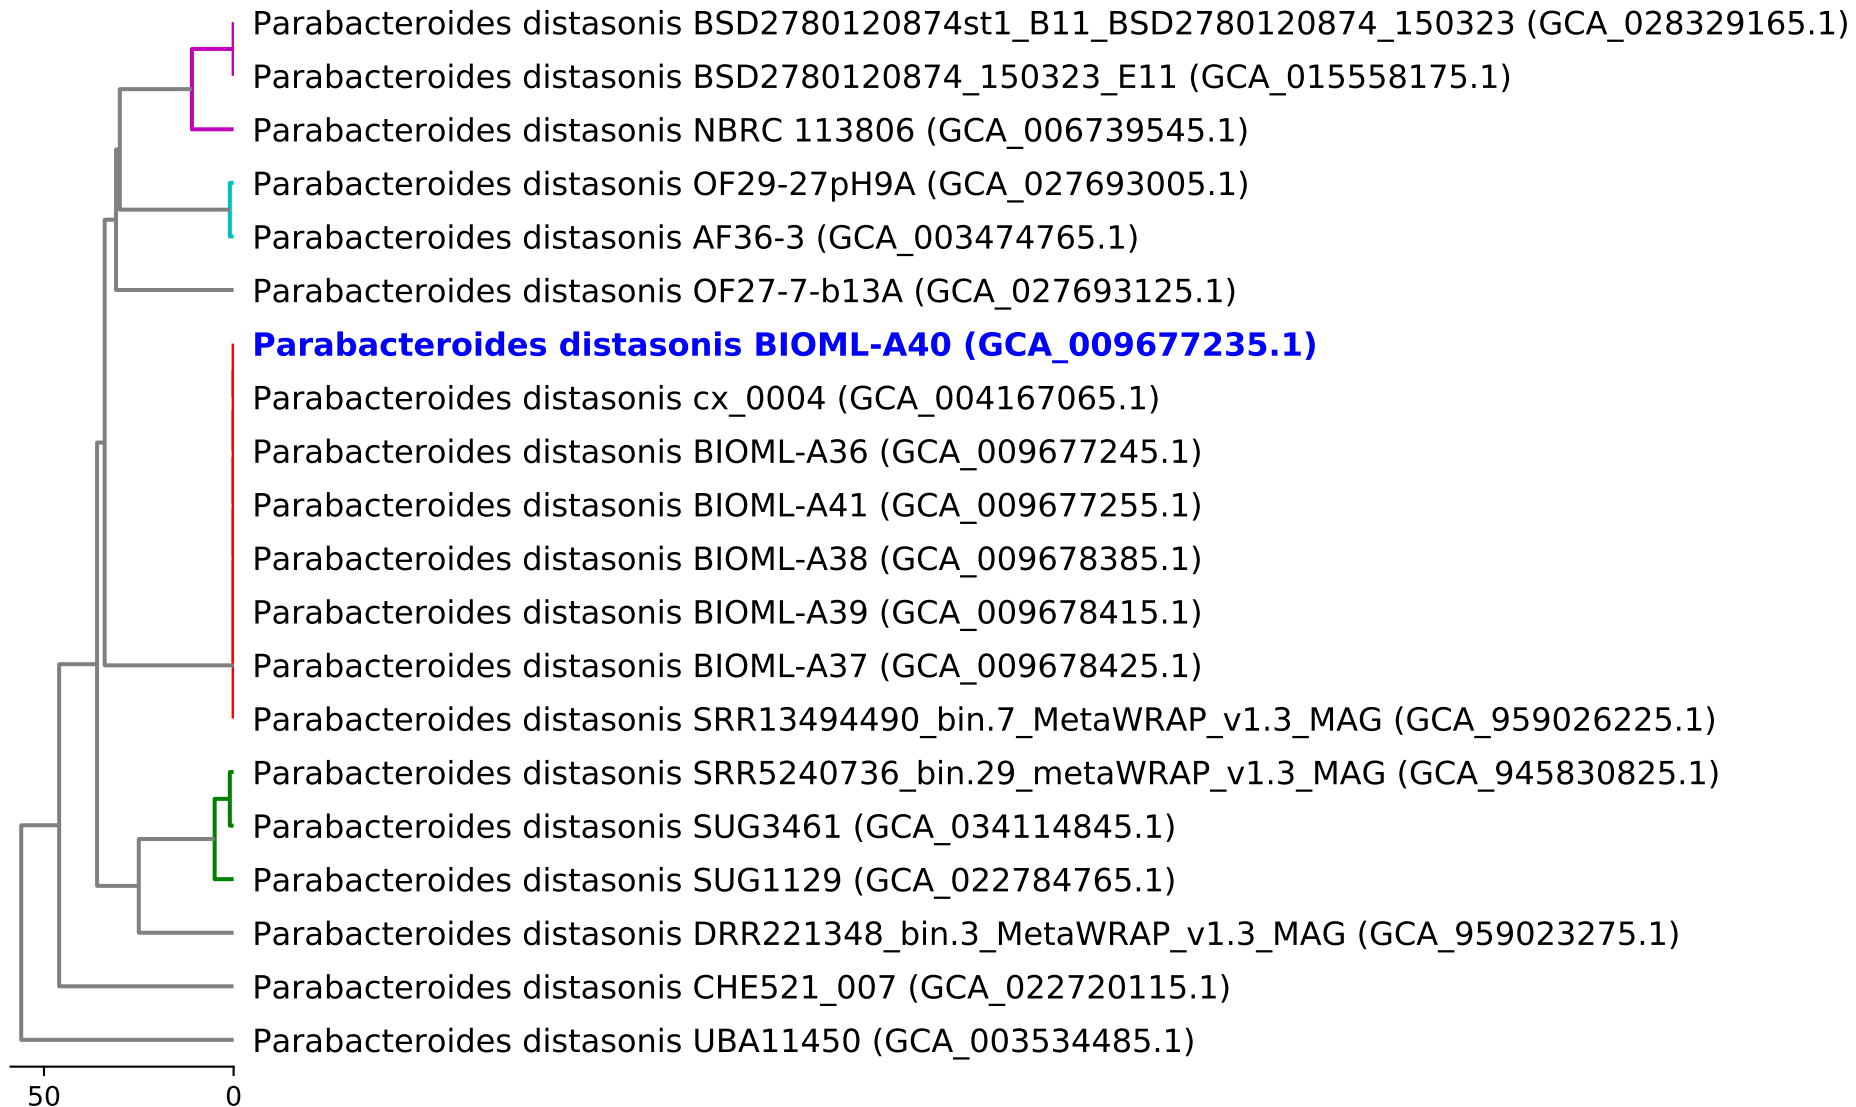 Parabacteroides distasonis BSD2780120874st1_B11_BSD2780120874_150323 (GCA_028329165.1)
Parabacteroides distasonis BSD2780120874_150323_E11 (GCA_015558175.1)
Parabacteroides distasonis NBRC 113806 (GCA_006739545.1)
Parabacteroides distasonis OF29-27pH9A (GCA_027693005.1)
Parabacteroides distasonis AF36-3 (GCA_003474765.1)
Parabacteroides distasonis OF27-7-b13A (GCA_027693125.1)
Parabacteroides distasonis BIOML-A40 (GCA_009677235.1)
Parabacteroides distasonis cx_0004 (GCA_004167065.1)
Parabacteroides distasonis BIOML-A36 (GCA_009677245.1)
Parabacteroides distasonis BIOML-A41 (GCA_009677255.1)
Parabacteroides distasonis BIOML-A38 (GCA_009678385.1)
Parabacteroides distasonis BIOML-A39 (GCA_009678415.1)
Parabacteroides distasonis BIOML-A37 (GCA_009678425.1)
Parabacteroides distasonis SRR13494490_bin.7_MetaWRAP_v1.3_MAG (GCA_959026225.1)
Parabacteroides distasonis SRR5240736_bin.29_metaWRAP_v1.3_MAG (GCA_945830825.1)
Parabacteroides distasonis SUG3461 (GCA_034114845.1)
Parabacteroides distasonis SUG1129 (GCA_022784765.1)
Parabacteroides distasonis DRR221348_bin.3_MetaWRAP_v1.3_MAG (GCA_959023275.1)
Parabacteroides distasonis CHE521_007 (GCA_022720115.1)
Parabacteroides distasonis UBA11450 (GCA_003534485.1)
50 0